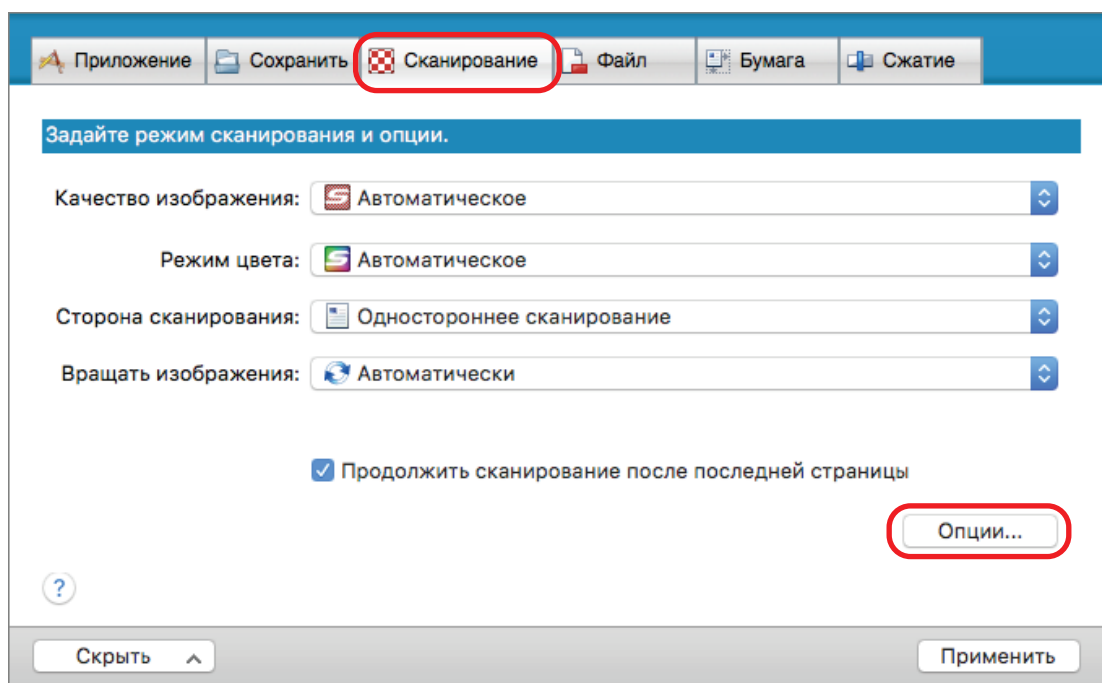 Приложение Сохранить Сканирование Файл Бумага Сжатие
Задайте режим сканирования и опции.
Качество изображения: Автоматическое
Режим цвета: Автоматическое
Сторона сканирования: Одностороннее сканирование
Вращать изображения: Автоматически
Продолжить сканирование после последней страницы
Опции...
?
Скрыть Применить